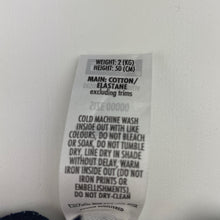 WEIGHT: 2 (KG)
HEIGHT: 50 (CM)
MAIN: COTTON/
ELASTANE
excluding trims
SITE 00000
COLD MACHINE WASH
INSIDE OUT WITH LIKE
COLOURS, DO NOT BLEACH
OR SOAK, DO NOT TUMBLE
DRY, LINE DRY IN SHADE
WITHOUT DELAY, WARM
IRON INSIDE OUT (DO NOT
IRON PRINTS OR
EMBELLISHMENTS)
DO NOT DRY-CLEAN